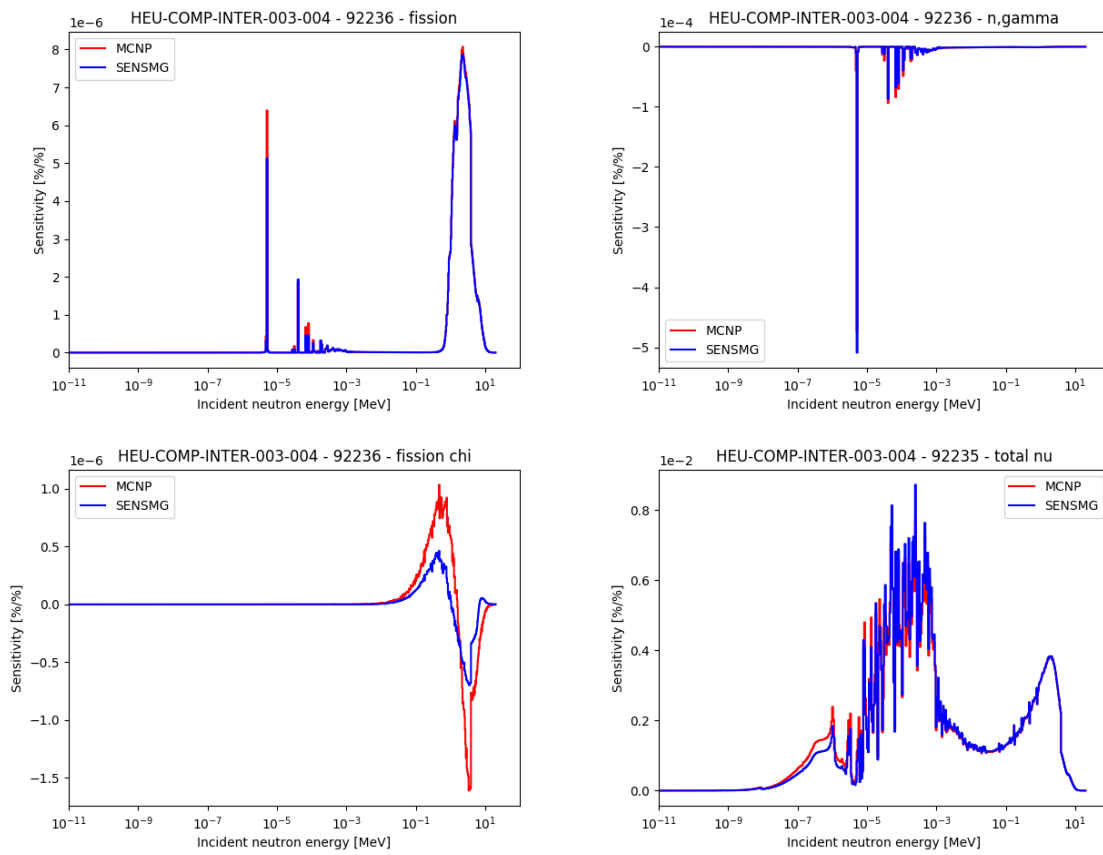 HEU-COMP-INTER-003-004 - 92236 - fission
1e−6
MCNP
SENSMG
8
7
6
5
4
3
2
1
0
Sensitivity [%/%]
10^−11 10^−9 10^−7 10^−5 10^−3 10^−1 10^1
Incident neutron energy [MeV]
HEU-COMP-INTER-003-004 - 92236 - n,gamma
1e−4
0
−1
−2
−3
−4
−5
Sensitivity [%/%]
MCNP
SENSMG
10^−11 10^−9 10^−7 10^−5 10^−3 10^−1 10^1
Incident neutron energy [MeV]
HEU-COMP-INTER-003-004 - 92236 - fission chi
1e−6
MCNP
SENSMG
1.0
0.5
0.0
−0.5
−1.0
−1.5
Sensitivity [%/%]
10^−11 10^−9 10^−7 10^−5 10^−3 10^−1 10^1
Incident neutron energy [MeV]
HEU-COMP-INTER-003-004 - 92235 - total nu
1e−2
MCNP
SENSMG
0.8
0.6
0.4
0.2
0.0
Sensitivity [%/%]
10^−11 10^−9 10^−7 10^−5 10^−3 10^−1 10^1
Incident neutron energy [MeV]